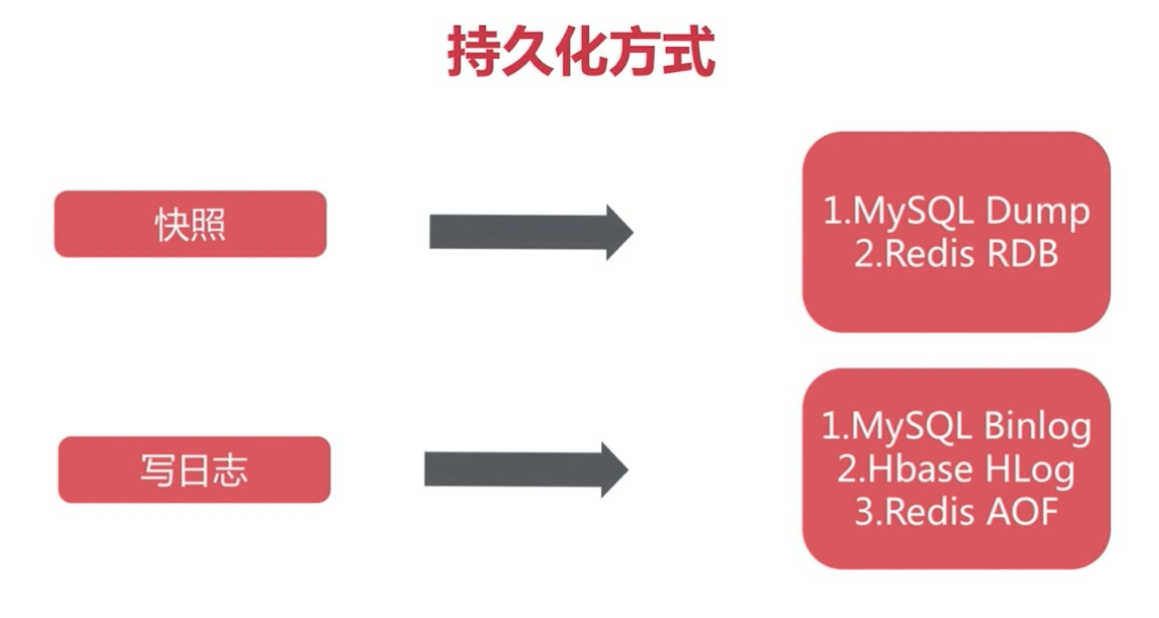 持久化方式
快照
1.MySQL Dump
2.Redis RDB
写日志
1.MySQL Binlog
2.Hbase HLog
3.Redis AOF